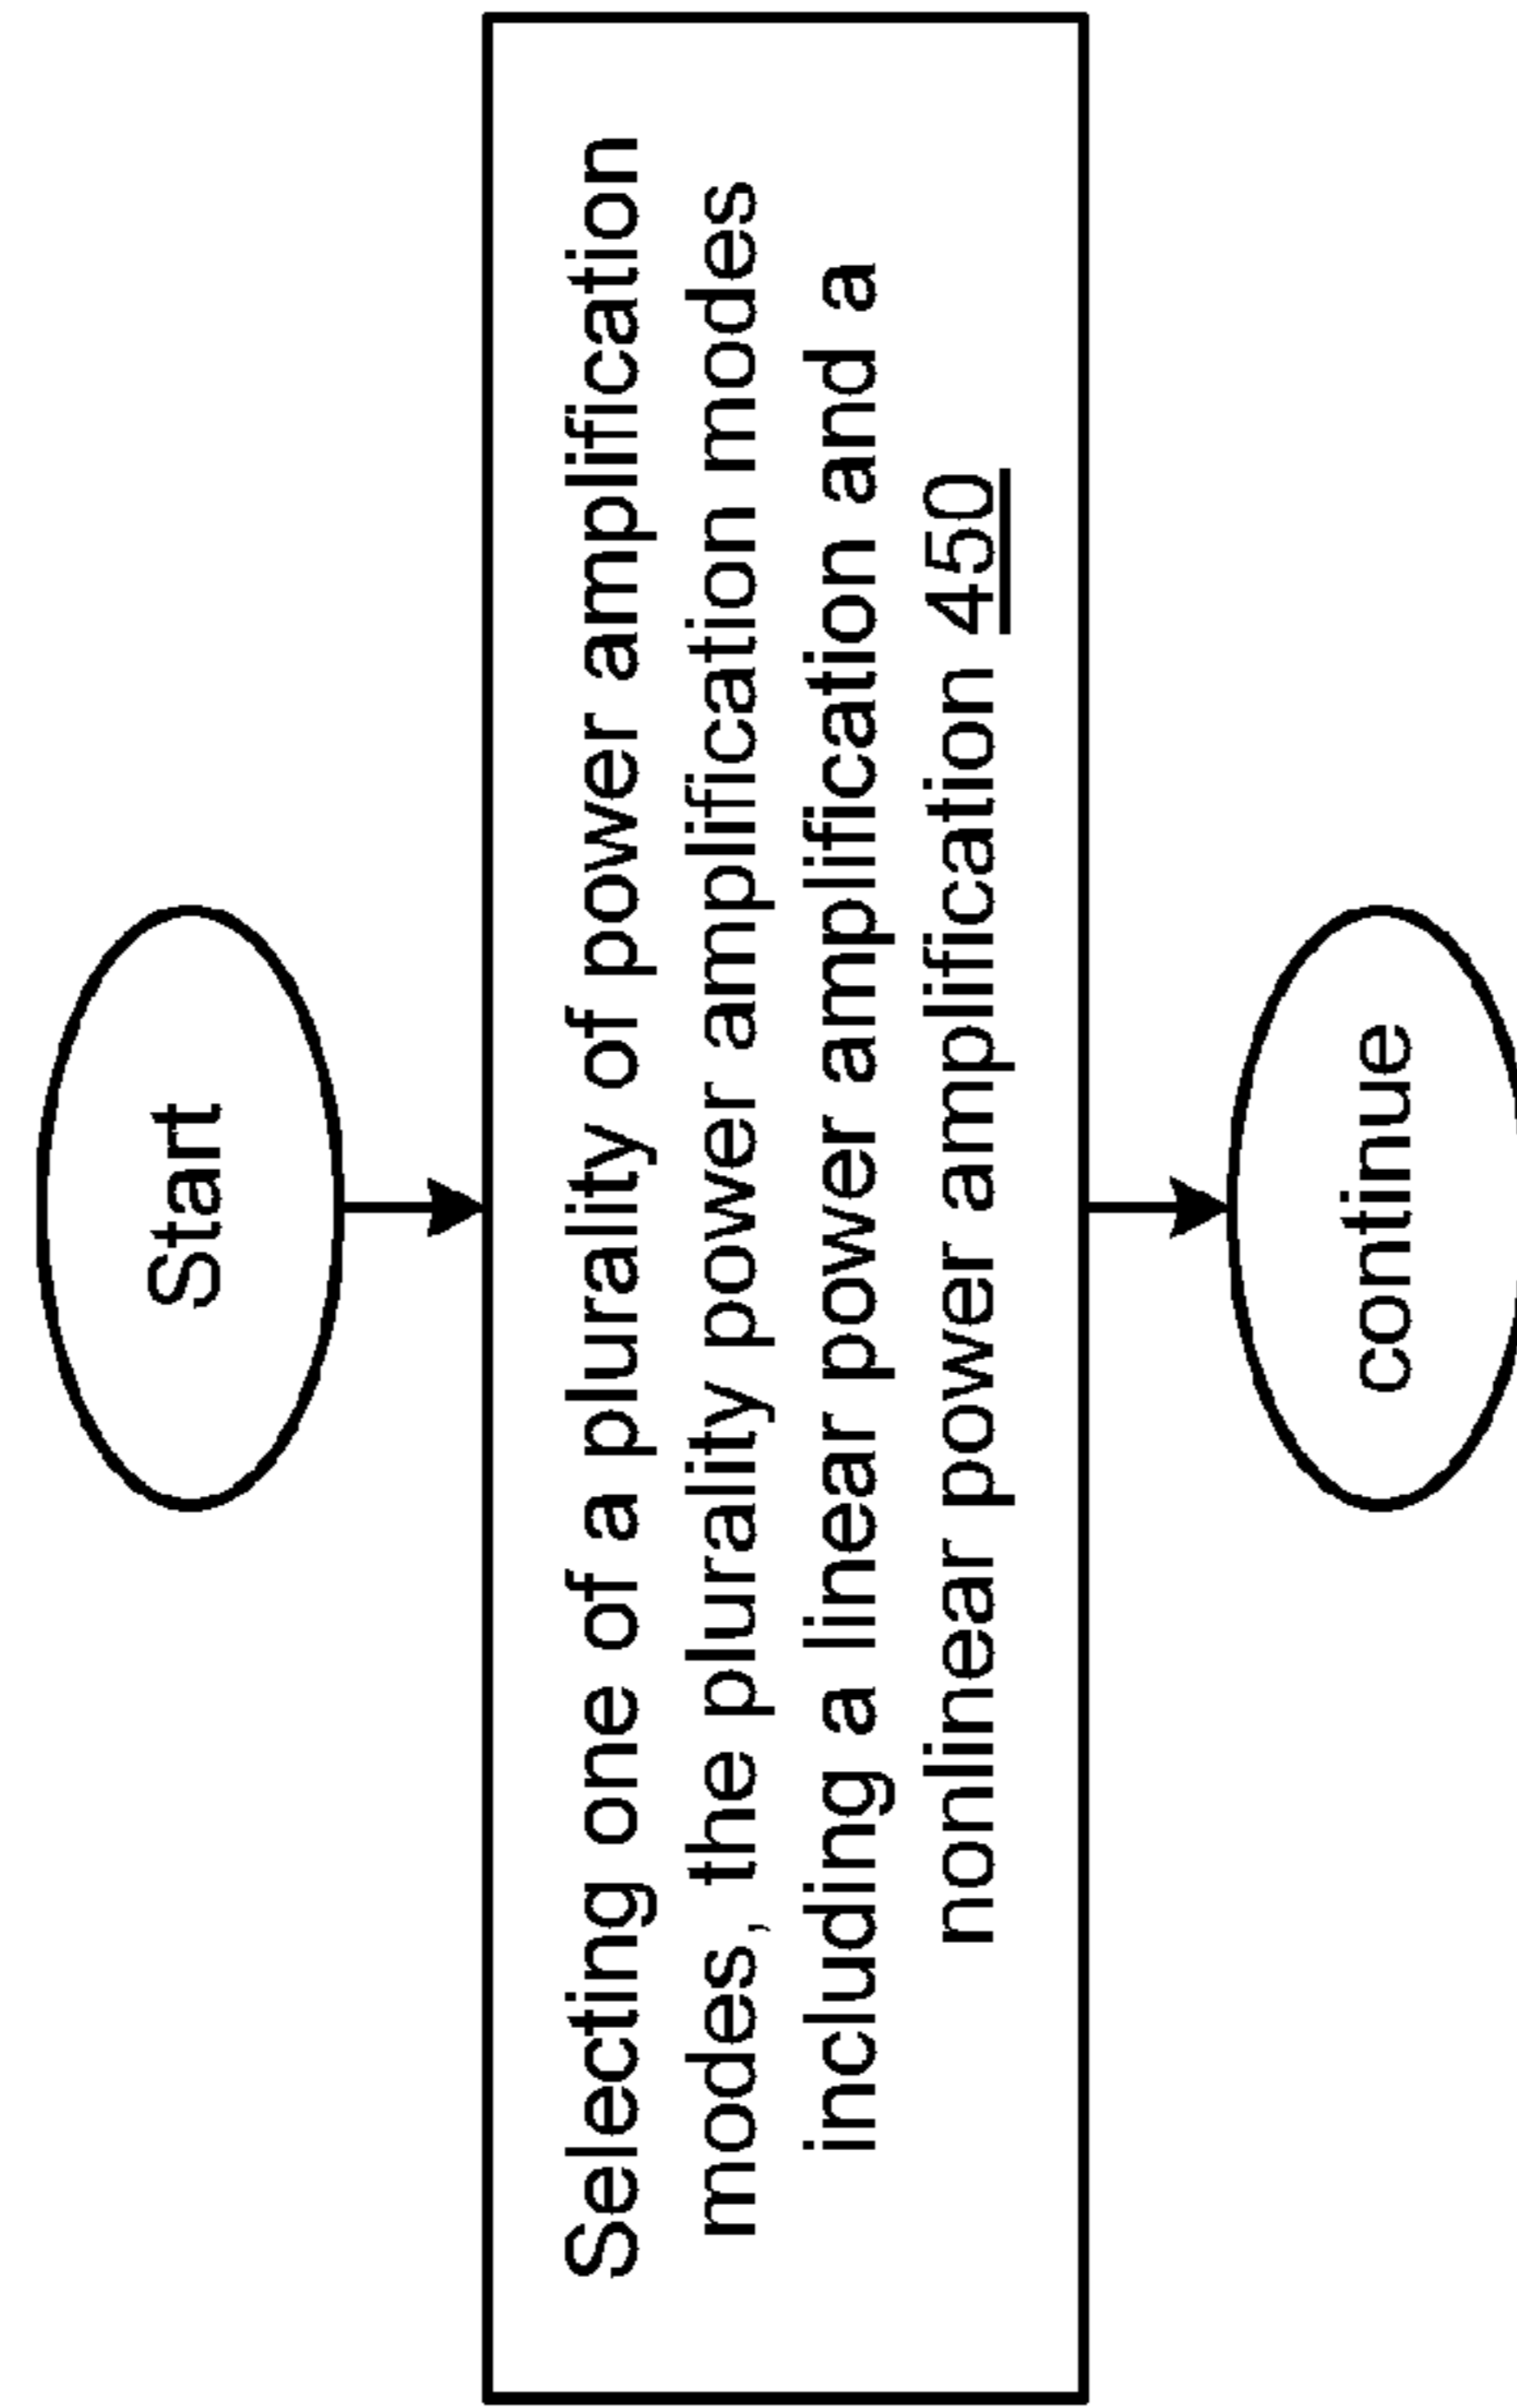 Start
Selecting one of a plurality of power amplification
modes, the plurality power amplification modes
including a linear power amplification and a
nonlinear power amplification 450
continue